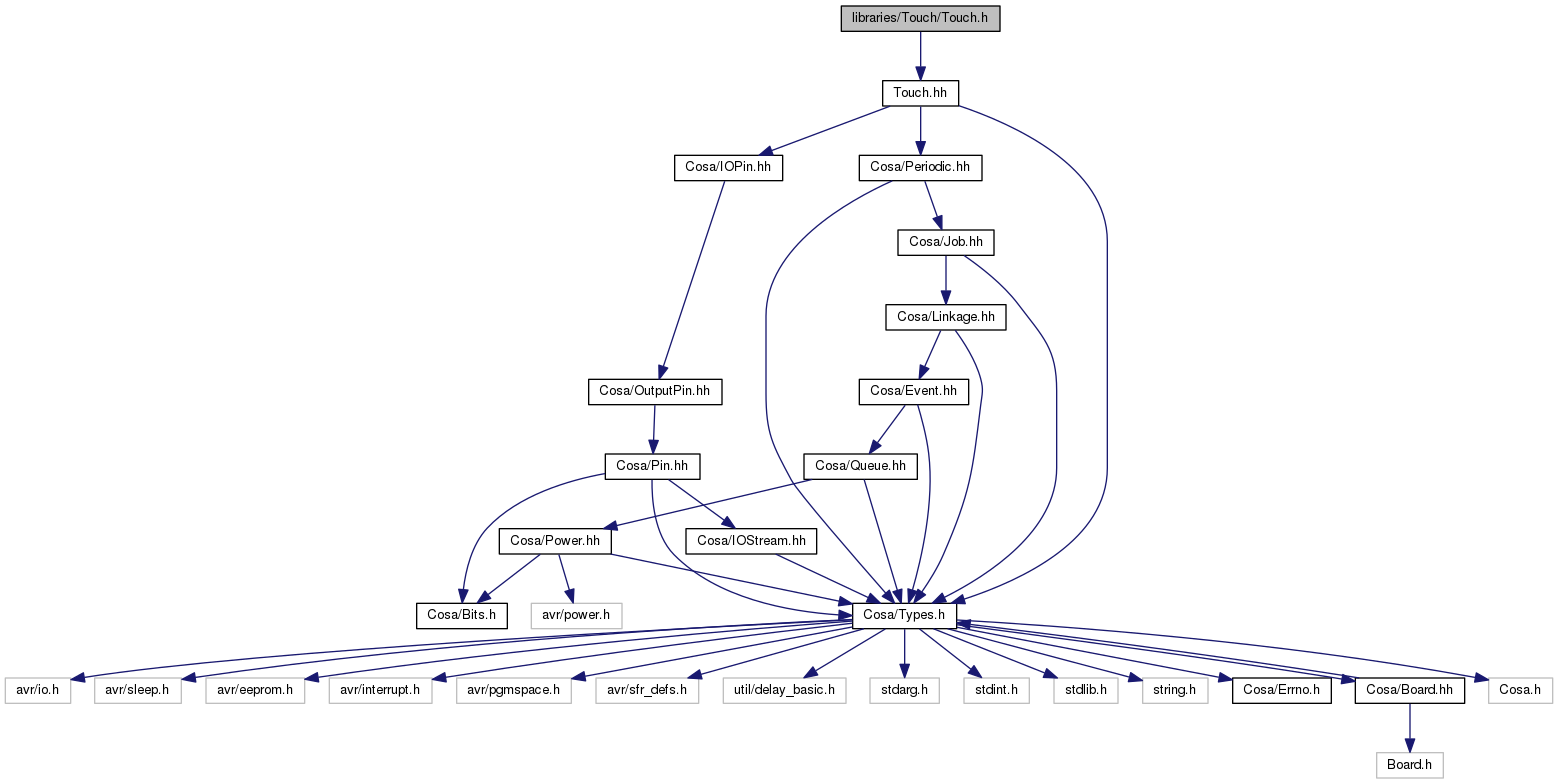 libraries/Touch/Touch.h
Touch.hh
Cosa/IOPin.hh
Cosa/Periodic.hh
Cosa/Job.hh
Cosa/Linkage.hh
Cosa/OutputPin.hh
Cosa/Event.hh
Cosa/Pin.hh
Cosa/Queue.hh
Cosa/Power.hh
Cosa/IOStream.hh
Cosa/Bits.h
avr/power.h
Cosa/Types.h
avr/io.h
avr/sleep.h
avr/eeprom.h
avr/interrupt.h
avr/pgmspace.h
avr/sfr_defs.h
util/delay_basic.h
stdarg.h
stdint.h
stdlib.h
string.h
Cosa/Errno.h
Cosa/Board.hh
Cosa.h
Board.h